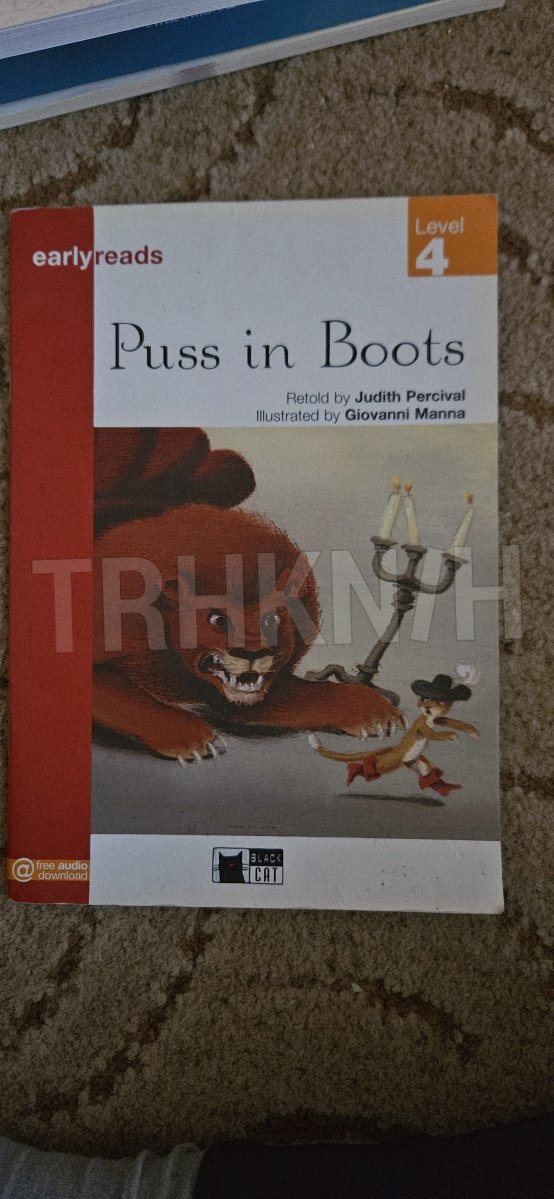 earlyreads
Level
4
Puss in Boots
Retold by Judith Percival
Illustrated by Giovanni Manna
TRHKN/H
@ free audio
download
BLACK
CAT